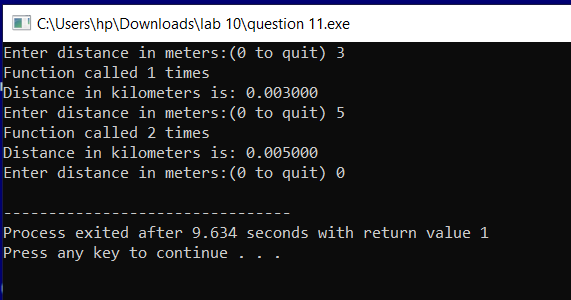 C:\Users\hp\Downloads\lab 10\question 11.exe
Enter distance in meters:(0 to quit) 3
Function called 1 times
Distance in kilometers is: 0.003000
Enter distance in meters:(0 to quit) 5
Function called 2 times
Distance in kilometers is: 0.005000
Enter distance in meters:(0 to quit) 0
--------------------------------
Process exited after 9.634 seconds with return value 1
Press any key to continue . . .